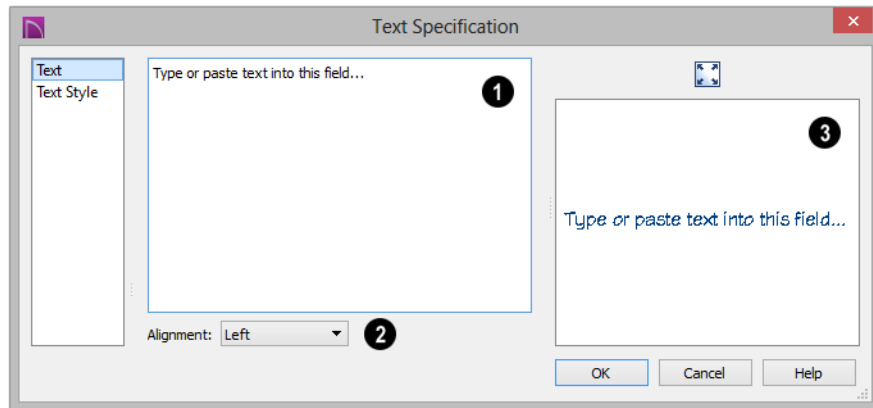 Text Specification
Text
Text Style
Type or paste text into this field...
1
Alignment: Left
2
3
Type or paste text into this field...
OK
Cancel
Help